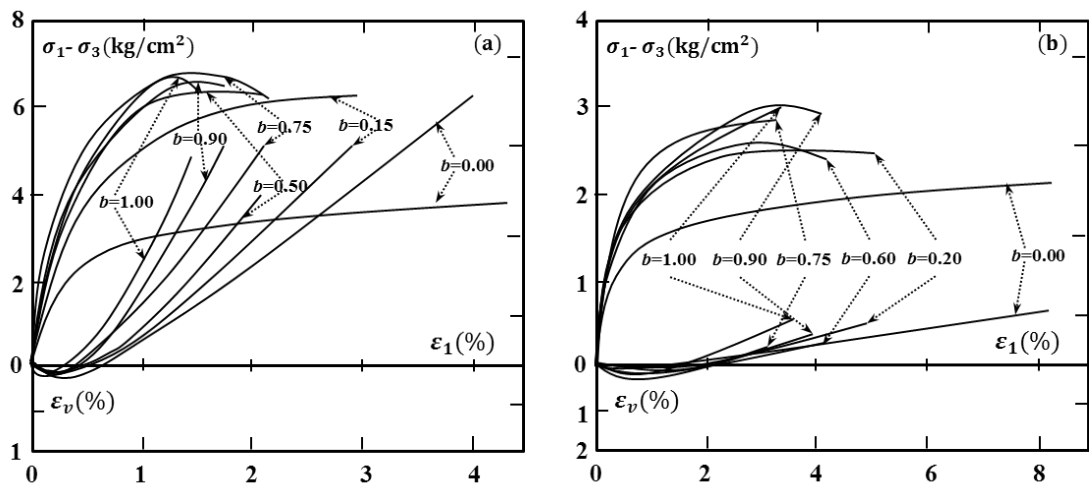 8
σ₁- σ₃(kg/cm²)
(a)
6
b=0.90
b=0.75
b=0.15
b=0.00
4
b=1.00
b=0.50
2
0
ε₁(%)
εᵥ(%)
1
0 1 2 3 4
4
σ₁- σ₃(kg/cm²)
(b)
3
2
b=1.00 b=0.90 b=0.75 b=0.60 b=0.20 b=0.00
1
0
ε₁(%)
εᵥ(%)
1
2
0 2 4 6 8